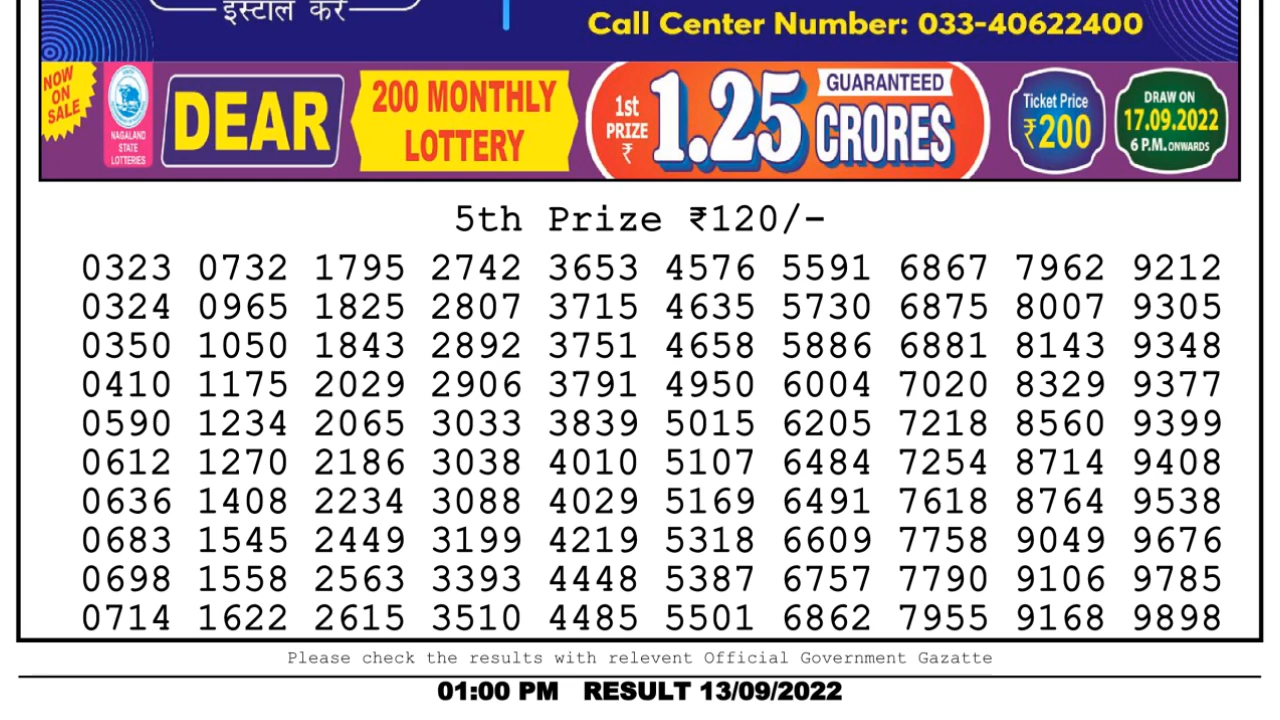 इंस्टॉल करें
Call Center Number: 033-40622400
NOW
ON
SALE
NAGALAND
STATE
LOTTERIES
DEAR
200 MONTHLY
LOTTERY
1st
PRIZE
₹
1.25
GUARANTEED
CRORES
Ticket Price
₹200
DRAW ON
17.09.2022
6 P.M. ONWARDS
5th Prize ₹120/-
0323 0732 1795 2742 3653 4576 5591 6867 7962 9212
0324 0965 1825 2807 3715 4635 5730 6875 8007 9305
0350 1050 1843 2892 3751 4658 5886 6881 8143 9348
0410 1175 2029 2906 3791 4950 6004 7020 8329 9377
0590 1234 2065 3033 3839 5015 6205 7218 8560 9399
0612 1270 2186 3038 4010 5107 6484 7254 8714 9408
0636 1408 2234 3088 4029 5169 6491 7618 8764 9538
0683 1545 2449 3199 4219 5318 6609 7758 9049 9676
0698 1558 2563 3393 4448 5387 6757 7790 9106 9785
0714 1622 2615 3510 4485 5501 6862 7955 9168 9898
Please check the results with relevent Official Government Gazatte
01:00 PM RESULT 13/09/2022